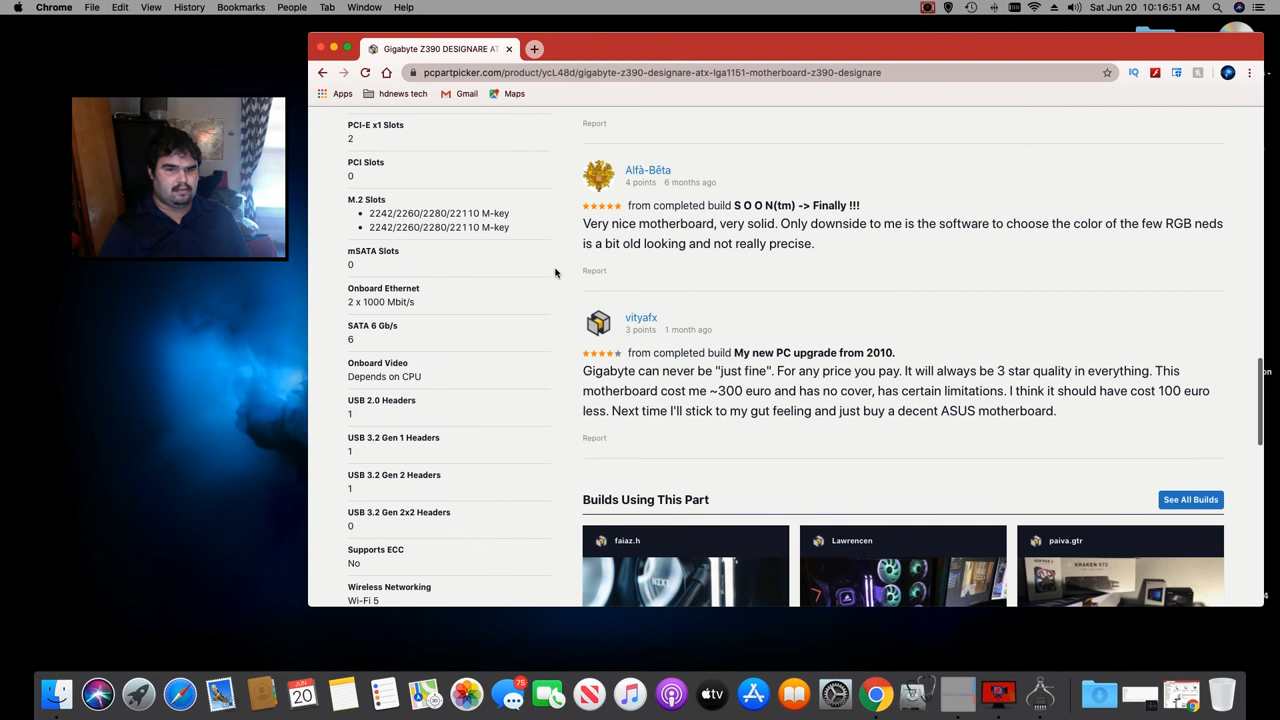 Chrome File Edit View History Bookmarks People Tab Window Help Sat Jun 20 10:16:51 AM
Gigabyte Z390 DESIGNARE AT
pcpartpicker.com/product/ycL48d/gigabyte-z390-designare-atx-lga1151-motherboard-z390-designare
Apps hdnews tech Gmail Maps
PCI-E x1 Slots
2
PCI Slots
0
M.2 Slots
2242/2260/2280/22110 M-key
2242/2260/2280/22110 M-key
mSATA Slots
0
Onboard Ethernet
2 x 1000 Mbit/s
SATA 6 Gb/s
6
Onboard Video
Depends on CPU
USB 2.0 Headers
1
USB 3.2 Gen 1 Headers
1
USB 3.2 Gen 2 Headers
1
USB 3.2 Gen 2x2 Headers
0
Supports ECC
No
Wireless Networking
Wi-Fi 5
Report
Alfà-Bêta
4 points 6 months ago
from completed build S O O N(tm) -> Finally !!!
Very nice motherboard, very solid. Only downside to me is the software to choose the color of the few RGB neds
is a bit old looking and not really precise.
Report
vityafx
3 points 1 month ago
from completed build My new PC upgrade from 2010.
Gigabyte can never be "just fine". For any price you pay. It will always be 3 star quality in everything. This
motherboard cost me ~300 euro and has no cover, has certain limitations. I think it should have cost 100 euro
less. Next time I'll stick to my gut feeling and just buy a decent ASUS motherboard.
Report
Builds Using This Part See All Builds
faiaz.h Lawrencen paiva.gtr
KRAKEN X72
JUN
20
75
tv